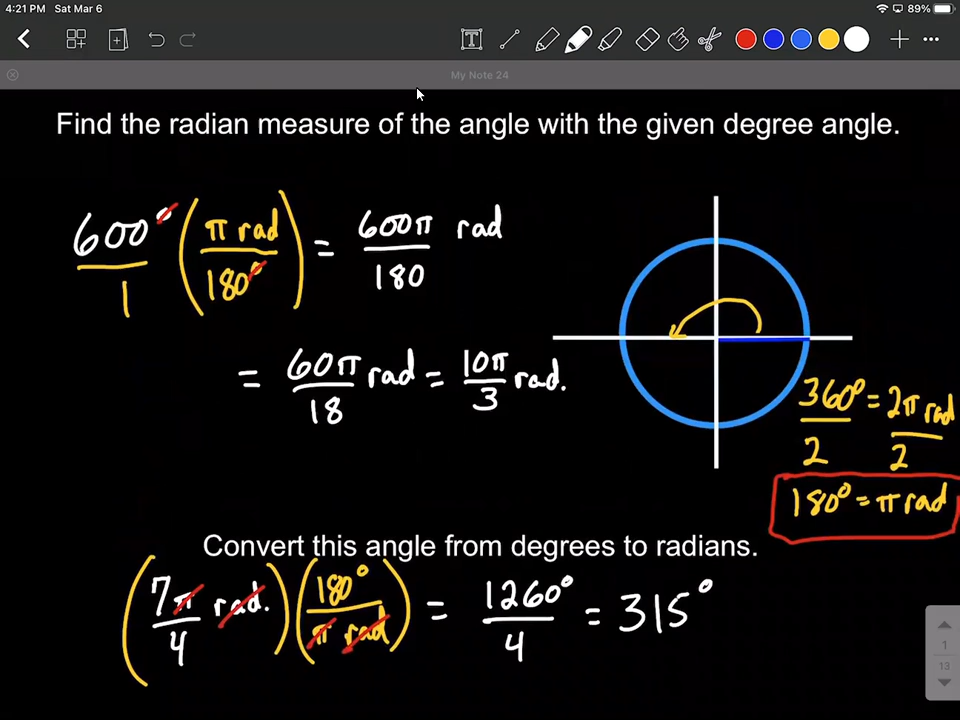 4:21 PM Sat Mar 6 89%
My Note 24
Find the radian measure of the angle with the given degree angle.
600°/1 (π rad/180°) = 600π/180 rad
= 60π/18 rad = 10π/3 rad.
360°/2 = 2π rad/2
180° = π rad
Convert this angle from degrees to radians.
(7π/4 rad.)(180°/π rad) = 1260°/4 = 315°
1
13